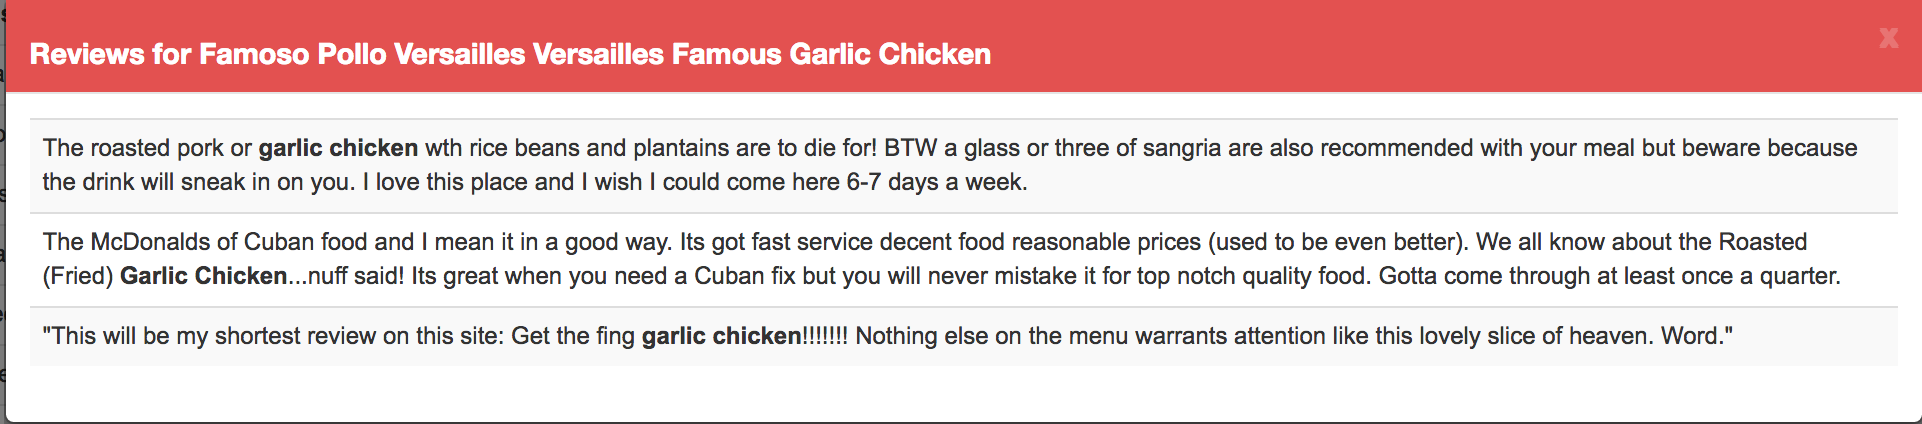 Reviews for Famoso Pollo Versailles Versailles Famous Garlic Chicken
x
The roasted pork or garlic chicken wth rice beans and plantains are to die for! BTW a glass or three of sangria are also recommended with your meal but beware because
the drink will sneak in on you. I love this place and I wish I could come here 6-7 days a week.
The McDonalds of Cuban food and I mean it in a good way. Its got fast service decent food reasonable prices (used to be even better). We all know about the Roasted
(Fried) Garlic Chicken...nuff said! Its great when you need a Cuban fix but you will never mistake it for top notch quality food. Gotta come through at least once a quarter.
"This will be my shortest review on this site: Get the fing garlic chicken!!!!!!! Nothing else on the menu warrants attention like this lovely slice of heaven. Word."